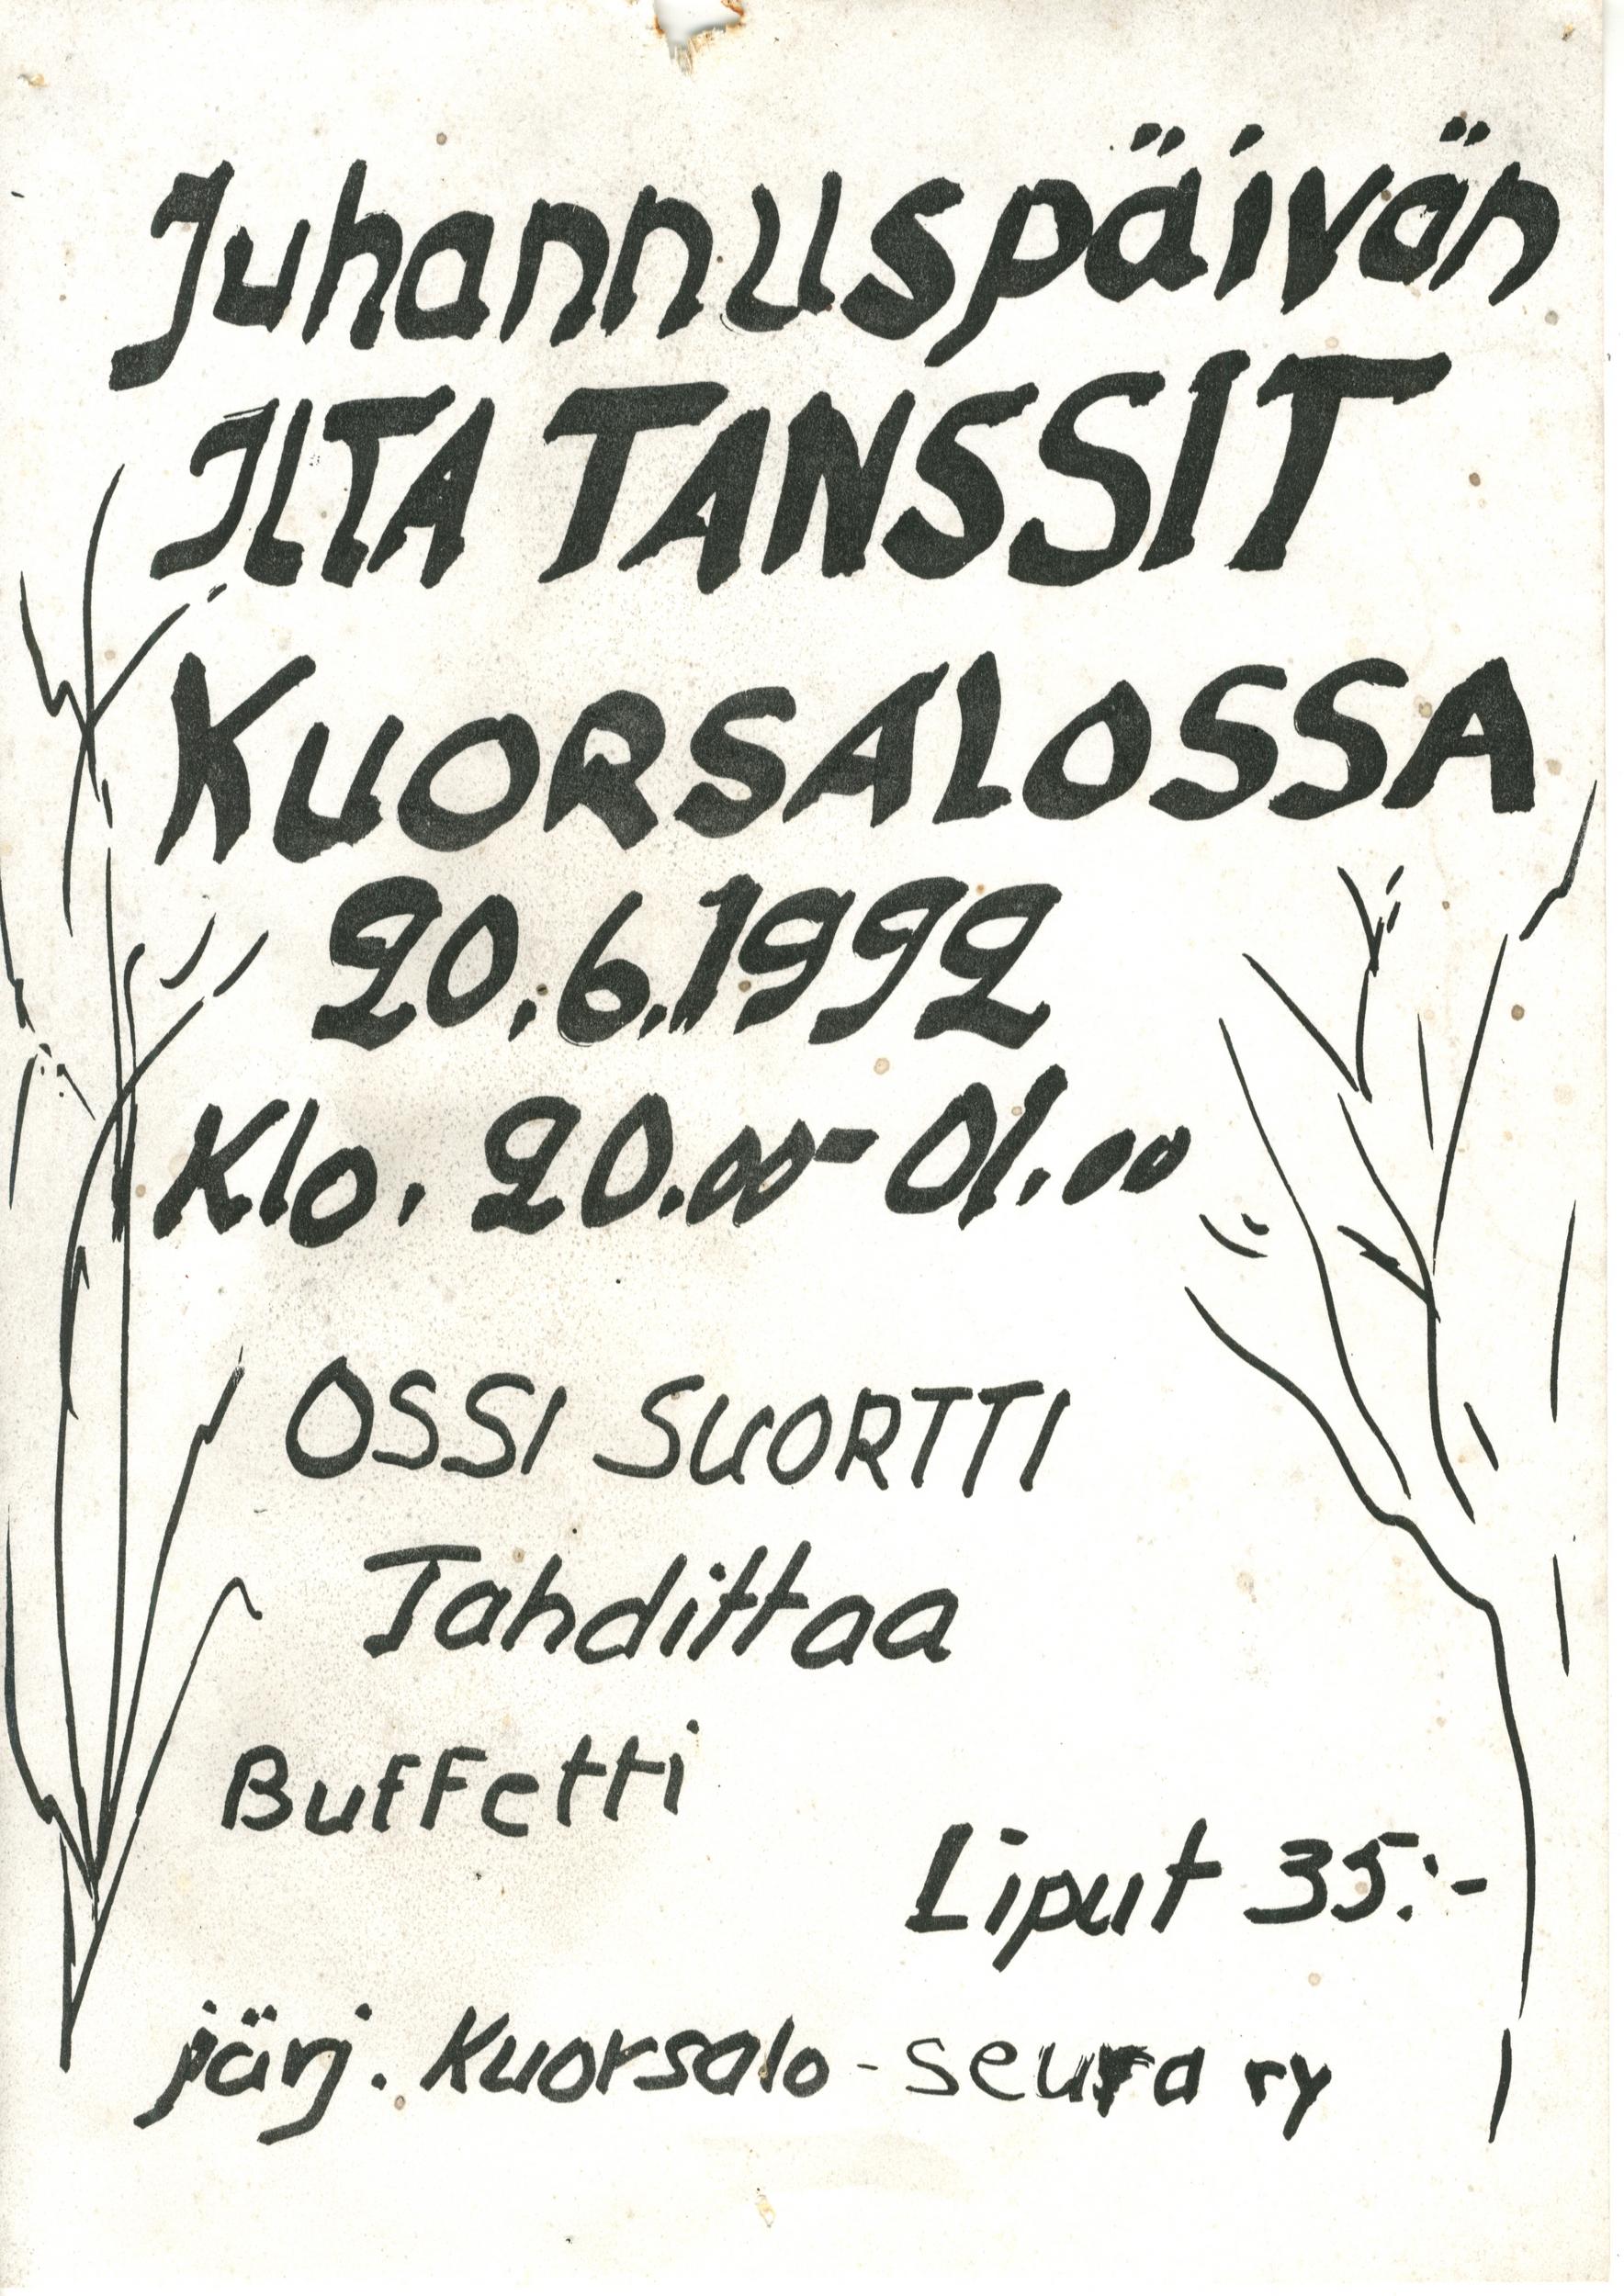 Juhannuspäivän
ILTA TANSSIT
KUORSALOSSA
20.6.1992
Klo. 20.00-01.00
OSSI SUORTTI
Tahdittaa
Buffetti
Liput 35:-
järj. Kuorsalo-seura ry